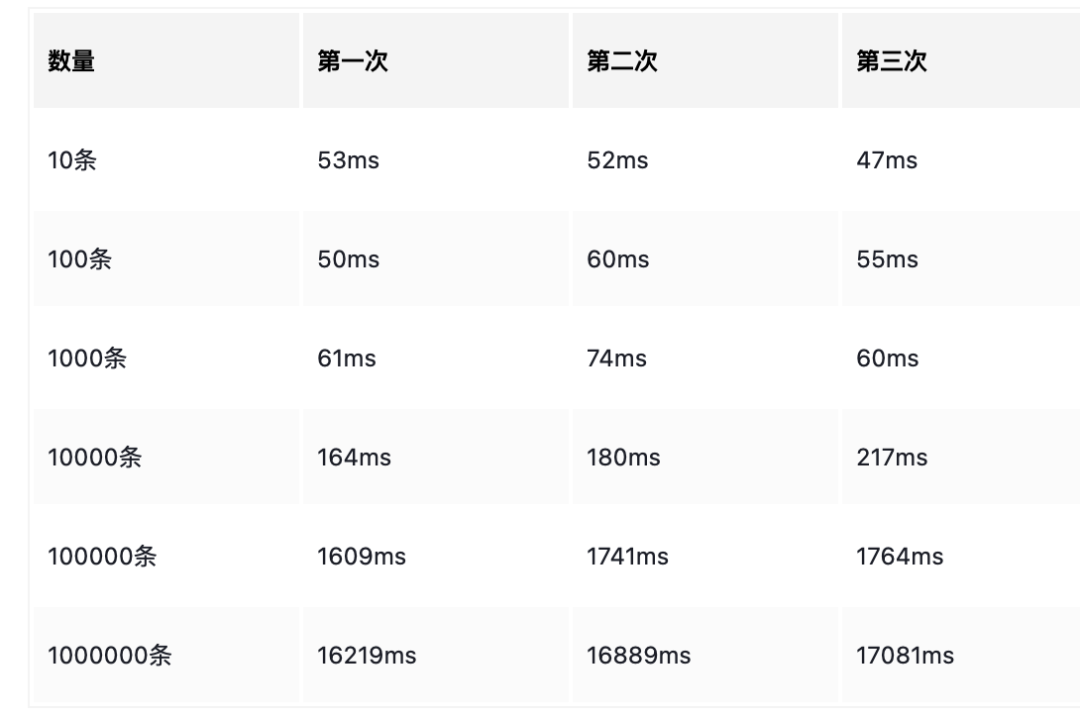 数量 第一次 第二次 第三次
10条 53ms 52ms 47ms
100条 50ms 60ms 55ms
1000条 61ms 74ms 60ms
10000条 164ms 180ms 217ms
100000条 1609ms 1741ms 1764ms
1000000条 16219ms 16889ms 17081ms